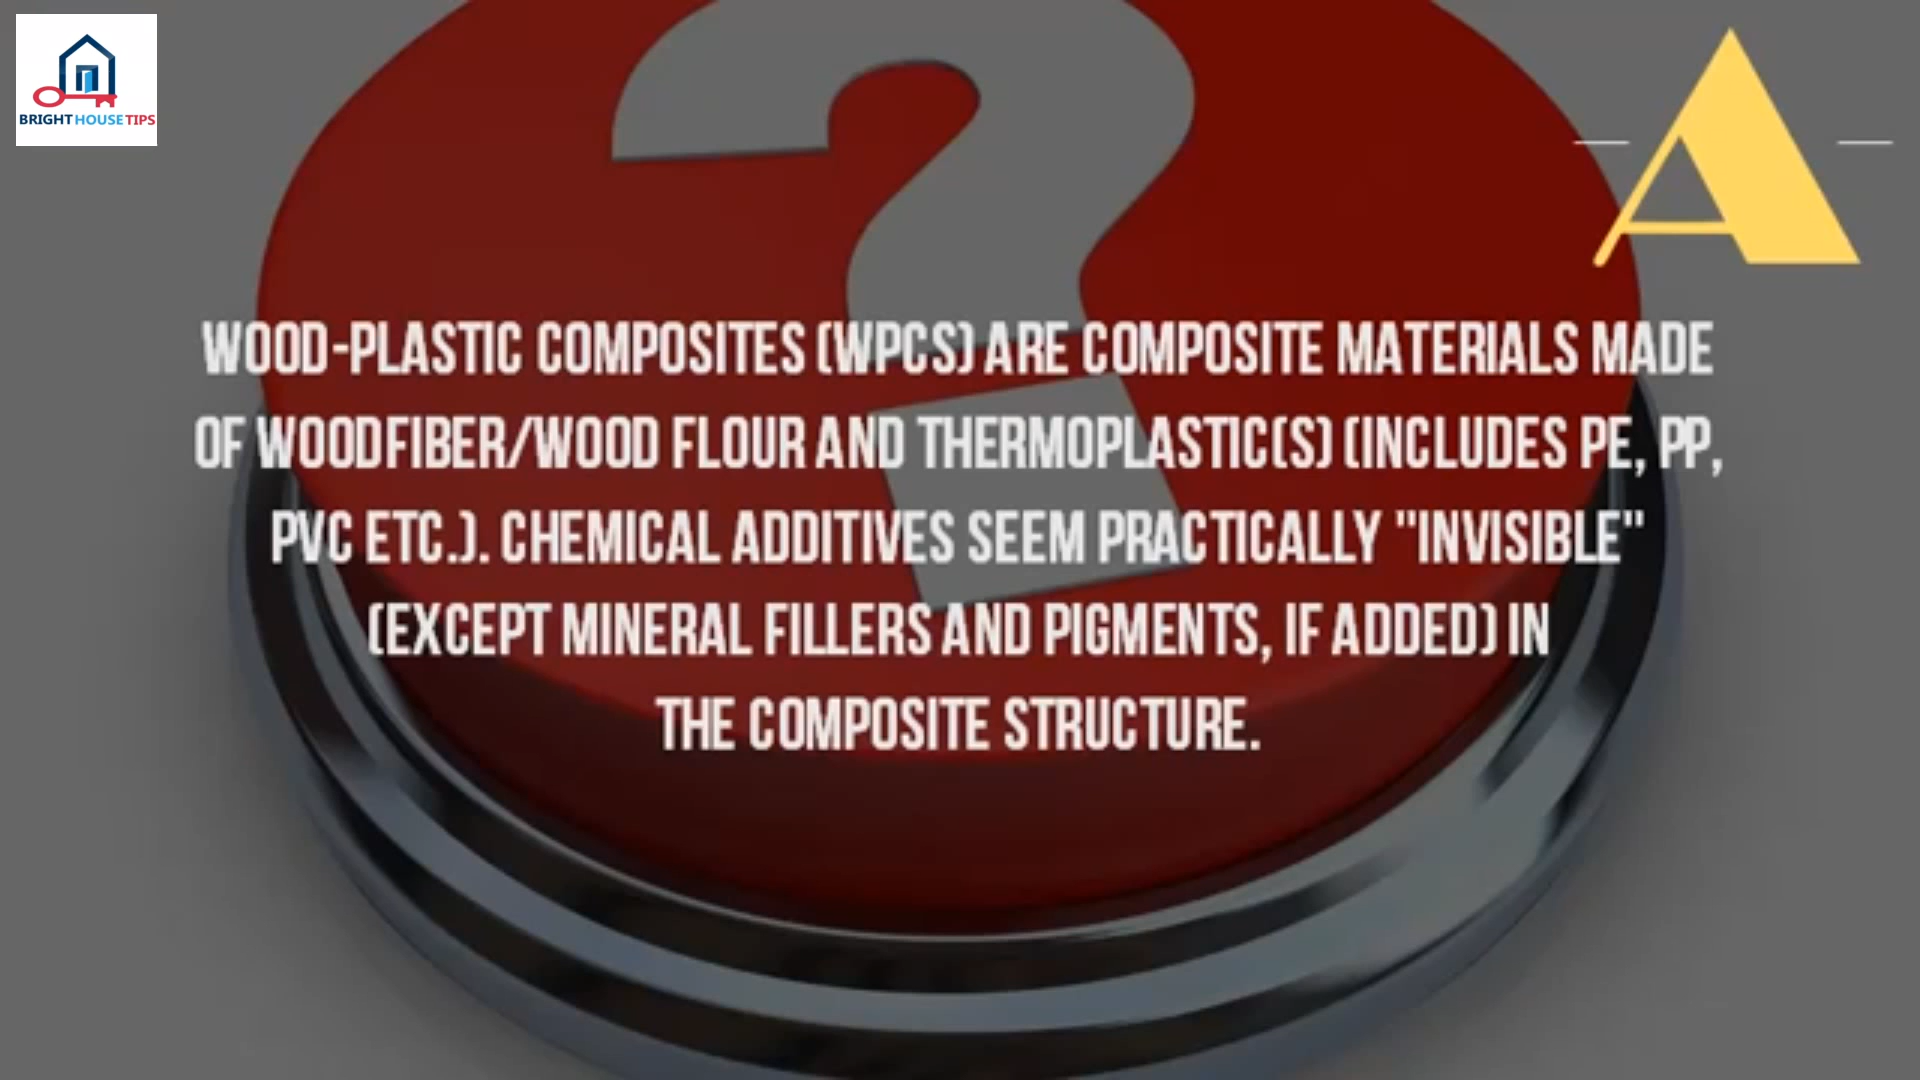 BRIGHT HOUSE TIPS
A
WOOD-PLASTIC COMPOSITES (WPCS) ARE COMPOSITE MATERIALS MADE
OF WOODFIBER/WOOD FLOUR AND THERMOPLASTIC(S) (INCLUDES PE, PP,
PVC ETC.). CHEMICAL ADDITIVES SEEM PRACTICALLY "INVISIBLE"
(EXCEPT MINERAL FILLERS AND PIGMENTS, IF ADDED) IN
THE COMPOSITE STRUCTURE.